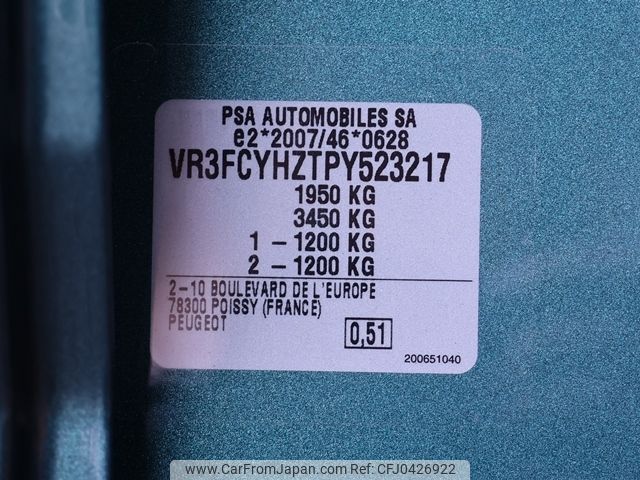 PSA AUTOMOBILES SA
e2*2007/46*0628
VR3FCYHZTPY523217
1950 KG
3450 KG
1 - 1200 KG
2 - 1200 KG
2-10 BOULEVARD DE L'EUROPE
78300 POISSY (FRANCE)
PEUGEOT
0,51
200651040
www.carfromjapan.com CFJ0426922